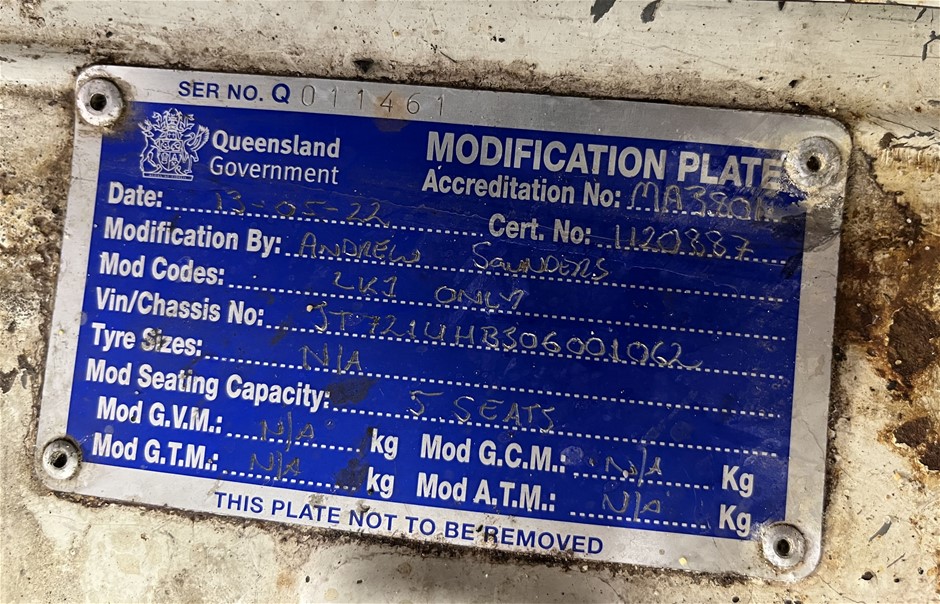 SER NO. Q 011461
Queensland
Government
MODIFICATION PLATE
Accreditation No: MA380N
Date: 13-05-22
Cert. No: 1120387
Modification By: ANDREW SAUNDERS
Mod Codes: LK1 ONLY
Vin/Chassis No: JT721UHB306001062
Tyre Sizes: N/A
Mod Seating Capacity: 5 SEATS
Mod G.V.M.: N/A kg Mod G.C.M.: N/A Kg
Mod G.T.M.: N/A kg Mod A.T.M.: N/A Kg
THIS PLATE NOT TO BE REMOVED